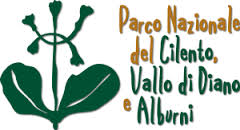 Parco Nazionale
del Cilento,
Vallo di Diano
e Alburni